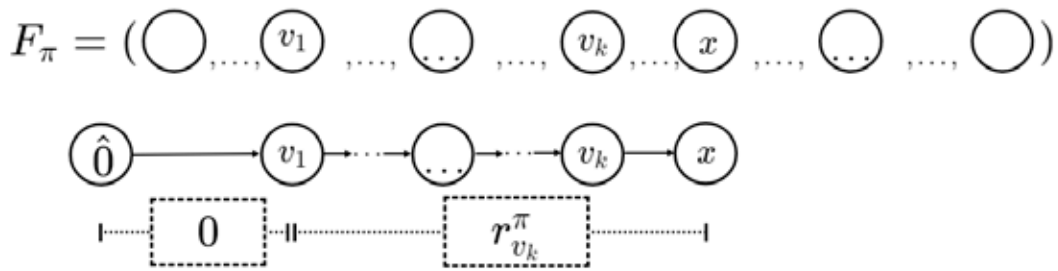 F_π = ( ,..., v_1 ,..., ... ,..., v_k ,..., x ,..., ... ,..., )
0̂ v_1 ... ... ... v_k x
0 r^π_{v_k}